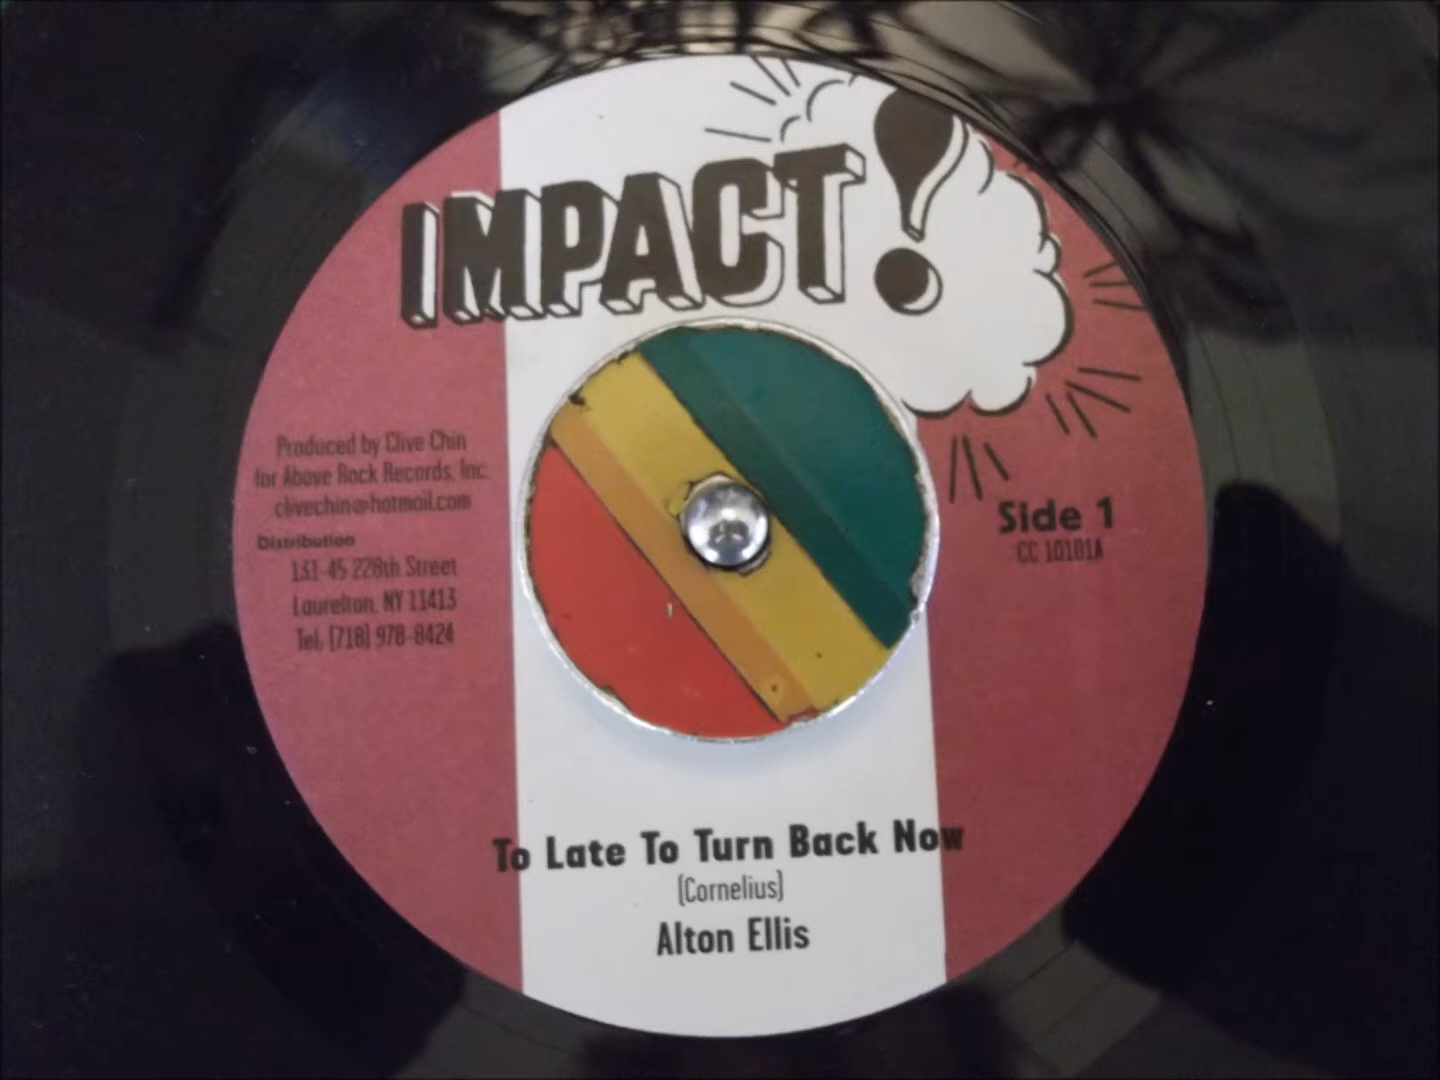 IMPACT!
Produced by Clive Chin
for Above Rock Records, Inc.
clivechin@hotmail.com
Distribution
131-45 228th Street
Laurelton, NY 11413
Tel. (718) 978-8424
Side 1
CC 10101A
To Late To Turn Back Now
(Cornelius)
Alton Ellis